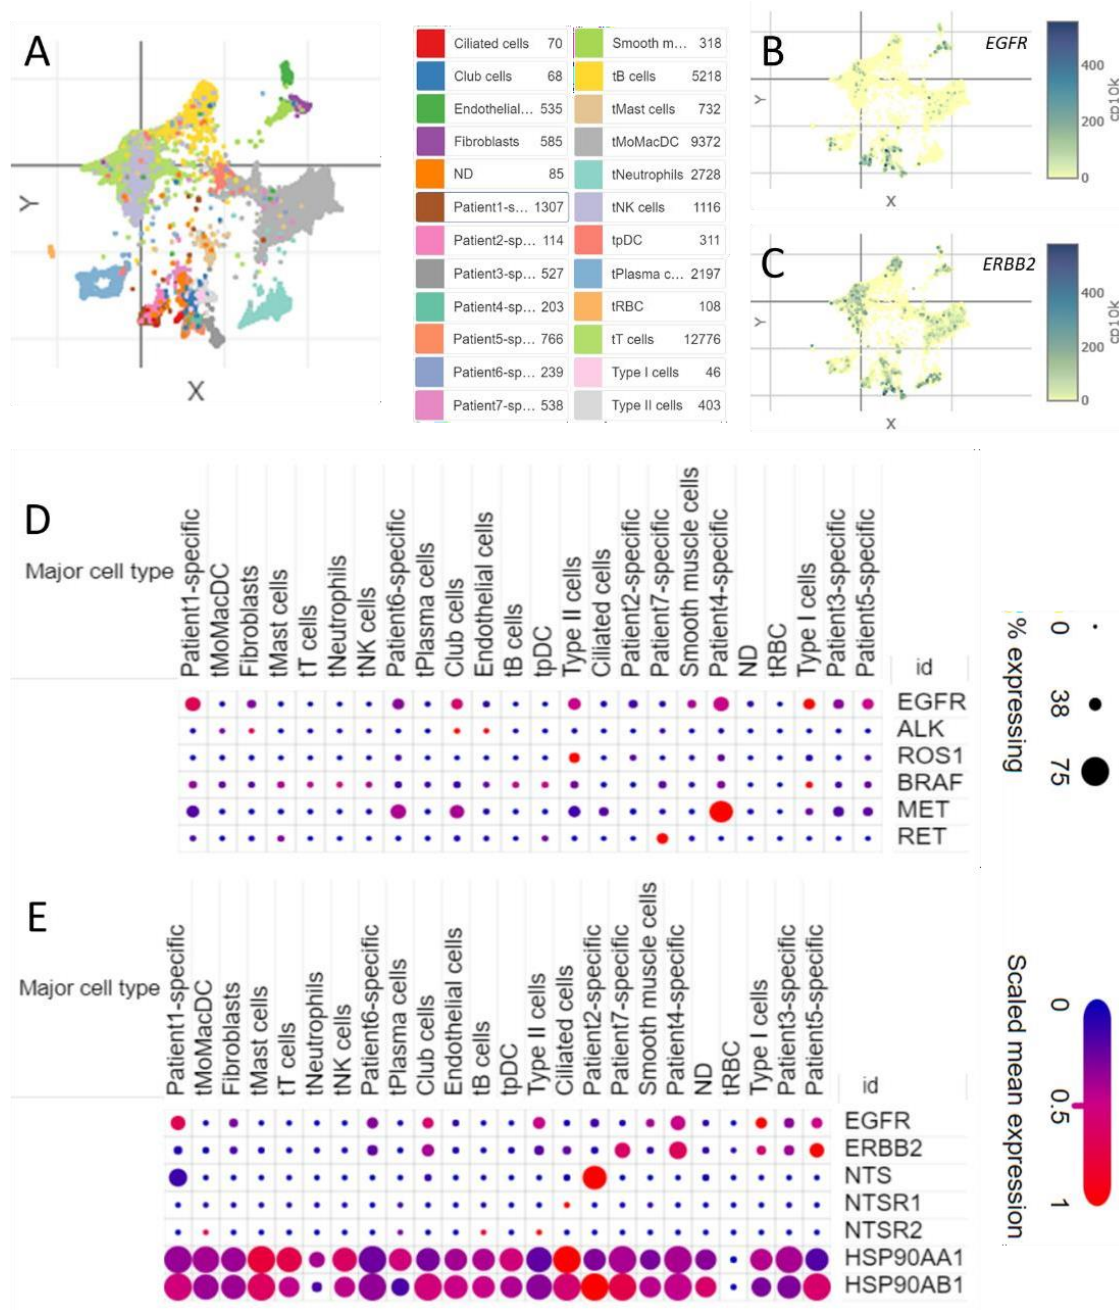 A
Y
X
Ciliated cells 70
Club cells 68
Endothelial... 535
Fibroblasts 585
ND 85
Patient1-s... 1307
Patient2-sp... 114
Patient3-sp... 527
Patient4-sp... 203
Patient5-sp... 766
Patient6-sp... 239
Patient7-sp... 538
Smooth m... 318
tB cells 5218
tMast cells 732
tMoMacDC 9372
tNeutrophils 2728
tNK cells 1116
tpDC 311
tPlasma c... 2197
tRBC 108
tT cells 12776
Type I cells 46
Type II cells 403
B
EGFR
Y
X
400
200
0
cp10k
C
ERBB2
Y
X
400
200
0
cp10k
D
Major cell type
Patient1-specific
tMoMacDC
Fibroblasts
tMast cells
tT cells
tNeutrophils
tNK cells
Patient6-specific
tPlasma cells
Club cells
Endothelial cells
tB cells
tpDC
Type II cells
Ciliated cells
Patient2-specific
Patient7-specific
Smooth muscle cells
Patient4-specific
ND
tRBC
Type I cells
Patient3-specific
Patient5-specific
id
EGFR
ALK
ROS1
BRAF
MET
RET
E
Major cell type
Patient1-specific
tMoMacDC
Fibroblasts
tMast cells
tT cells
tNeutrophils
tNK cells
Patient6-specific
tPlasma cells
Club cells
Endothelial cells
tB cells
tpDC
Type II cells
Ciliated cells
Patient2-specific
Patient7-specific
Smooth muscle cells
Patient4-specific
ND
tRBC
Type I cells
Patient3-specific
Patient5-specific
id
EGFR
ERBB2
NTS
NTSR1
NTSR2
HSP90AA1
HSP90AB1
% expressing
0
38
75
Scaled mean expression
0
0.5
1